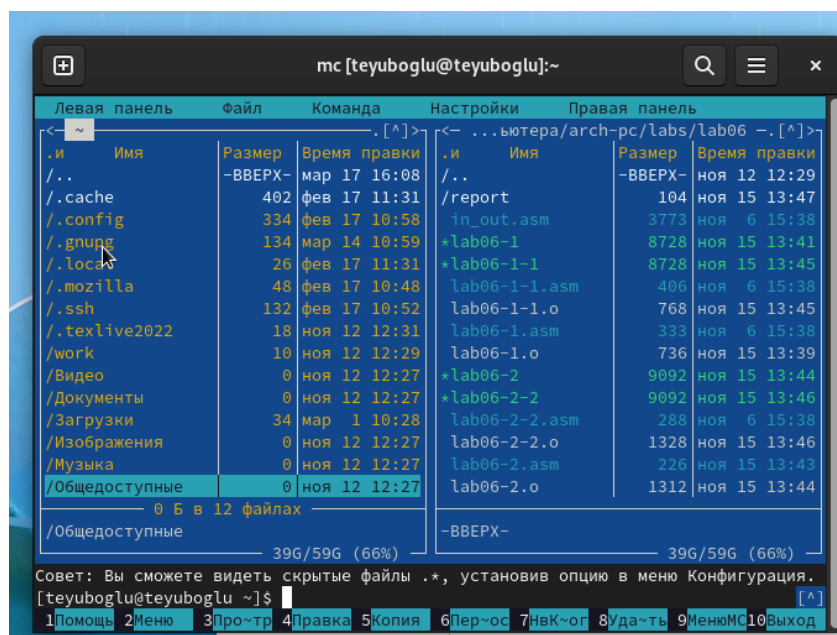 mc [teyuboglu@teyuboglu]:~
Левая панель Файл Команда Настройки Правая панель
<— ~ .[^]> <— ...ьютера/arch-pc/labs/lab06 —.[^]>
.и Имя Размер Время правки .и Имя Размер Время правки
/.. -ВВЕРХ- мар 17 16:08 /.. -ВВЕРХ- ноя 12 12:29
/.cache 402 фев 17 11:31 /report 104 ноя 15 13:47
/.config 334 фев 17 10:58 in_out.asm 3773 ноя 6 15:38
/.gnupg 134 мар 14 10:59 *lab06-1 8728 ноя 15 13:41
/.local 26 фев 17 11:31 *lab06-1-1 8728 ноя 15 13:45
/.mozilla 48 фев 17 10:48 lab06-1-1.asm 406 ноя 6 15:38
/.ssh 132 фев 17 10:52 lab06-1-1.o 768 ноя 15 13:45
/.texlive2022 18 ноя 12 12:31 lab06-1.asm 333 ноя 6 15:38
/work 10 ноя 12 12:29 lab06-1.o 736 ноя 15 13:39
/Видео 0 ноя 12 12:27 *lab06-2 9092 ноя 15 13:44
/Документы 0 ноя 12 12:27 *lab06-2-2 9092 ноя 15 13:46
/Загрузки 34 мар 1 10:28 lab06-2-2.asm 288 ноя 6 15:38
/Изображения 0 ноя 12 12:27 lab06-2-2.o 1328 ноя 15 13:46
/Музыка 0 ноя 12 12:27 lab06-2.asm 226 ноя 15 13:43
/Общедоступные 0 ноя 12 12:27 lab06-2.o 1312 ноя 15 13:44
0 Б в 12 файлах
/Общедоступные -ВВЕРХ-
39G/59G (66%) 39G/59G (66%)
Совет: Вы сможете видеть скрытые файлы .*, установив опцию в меню Конфигурация.
[teyuboglu@teyuboglu ~]$ [^]
1Помощь 2Меню 3Про~тр 4Правка 5Копия 6Пер~ос 7НвК~ог 8Уда~ть 9МенюMC 10Выход